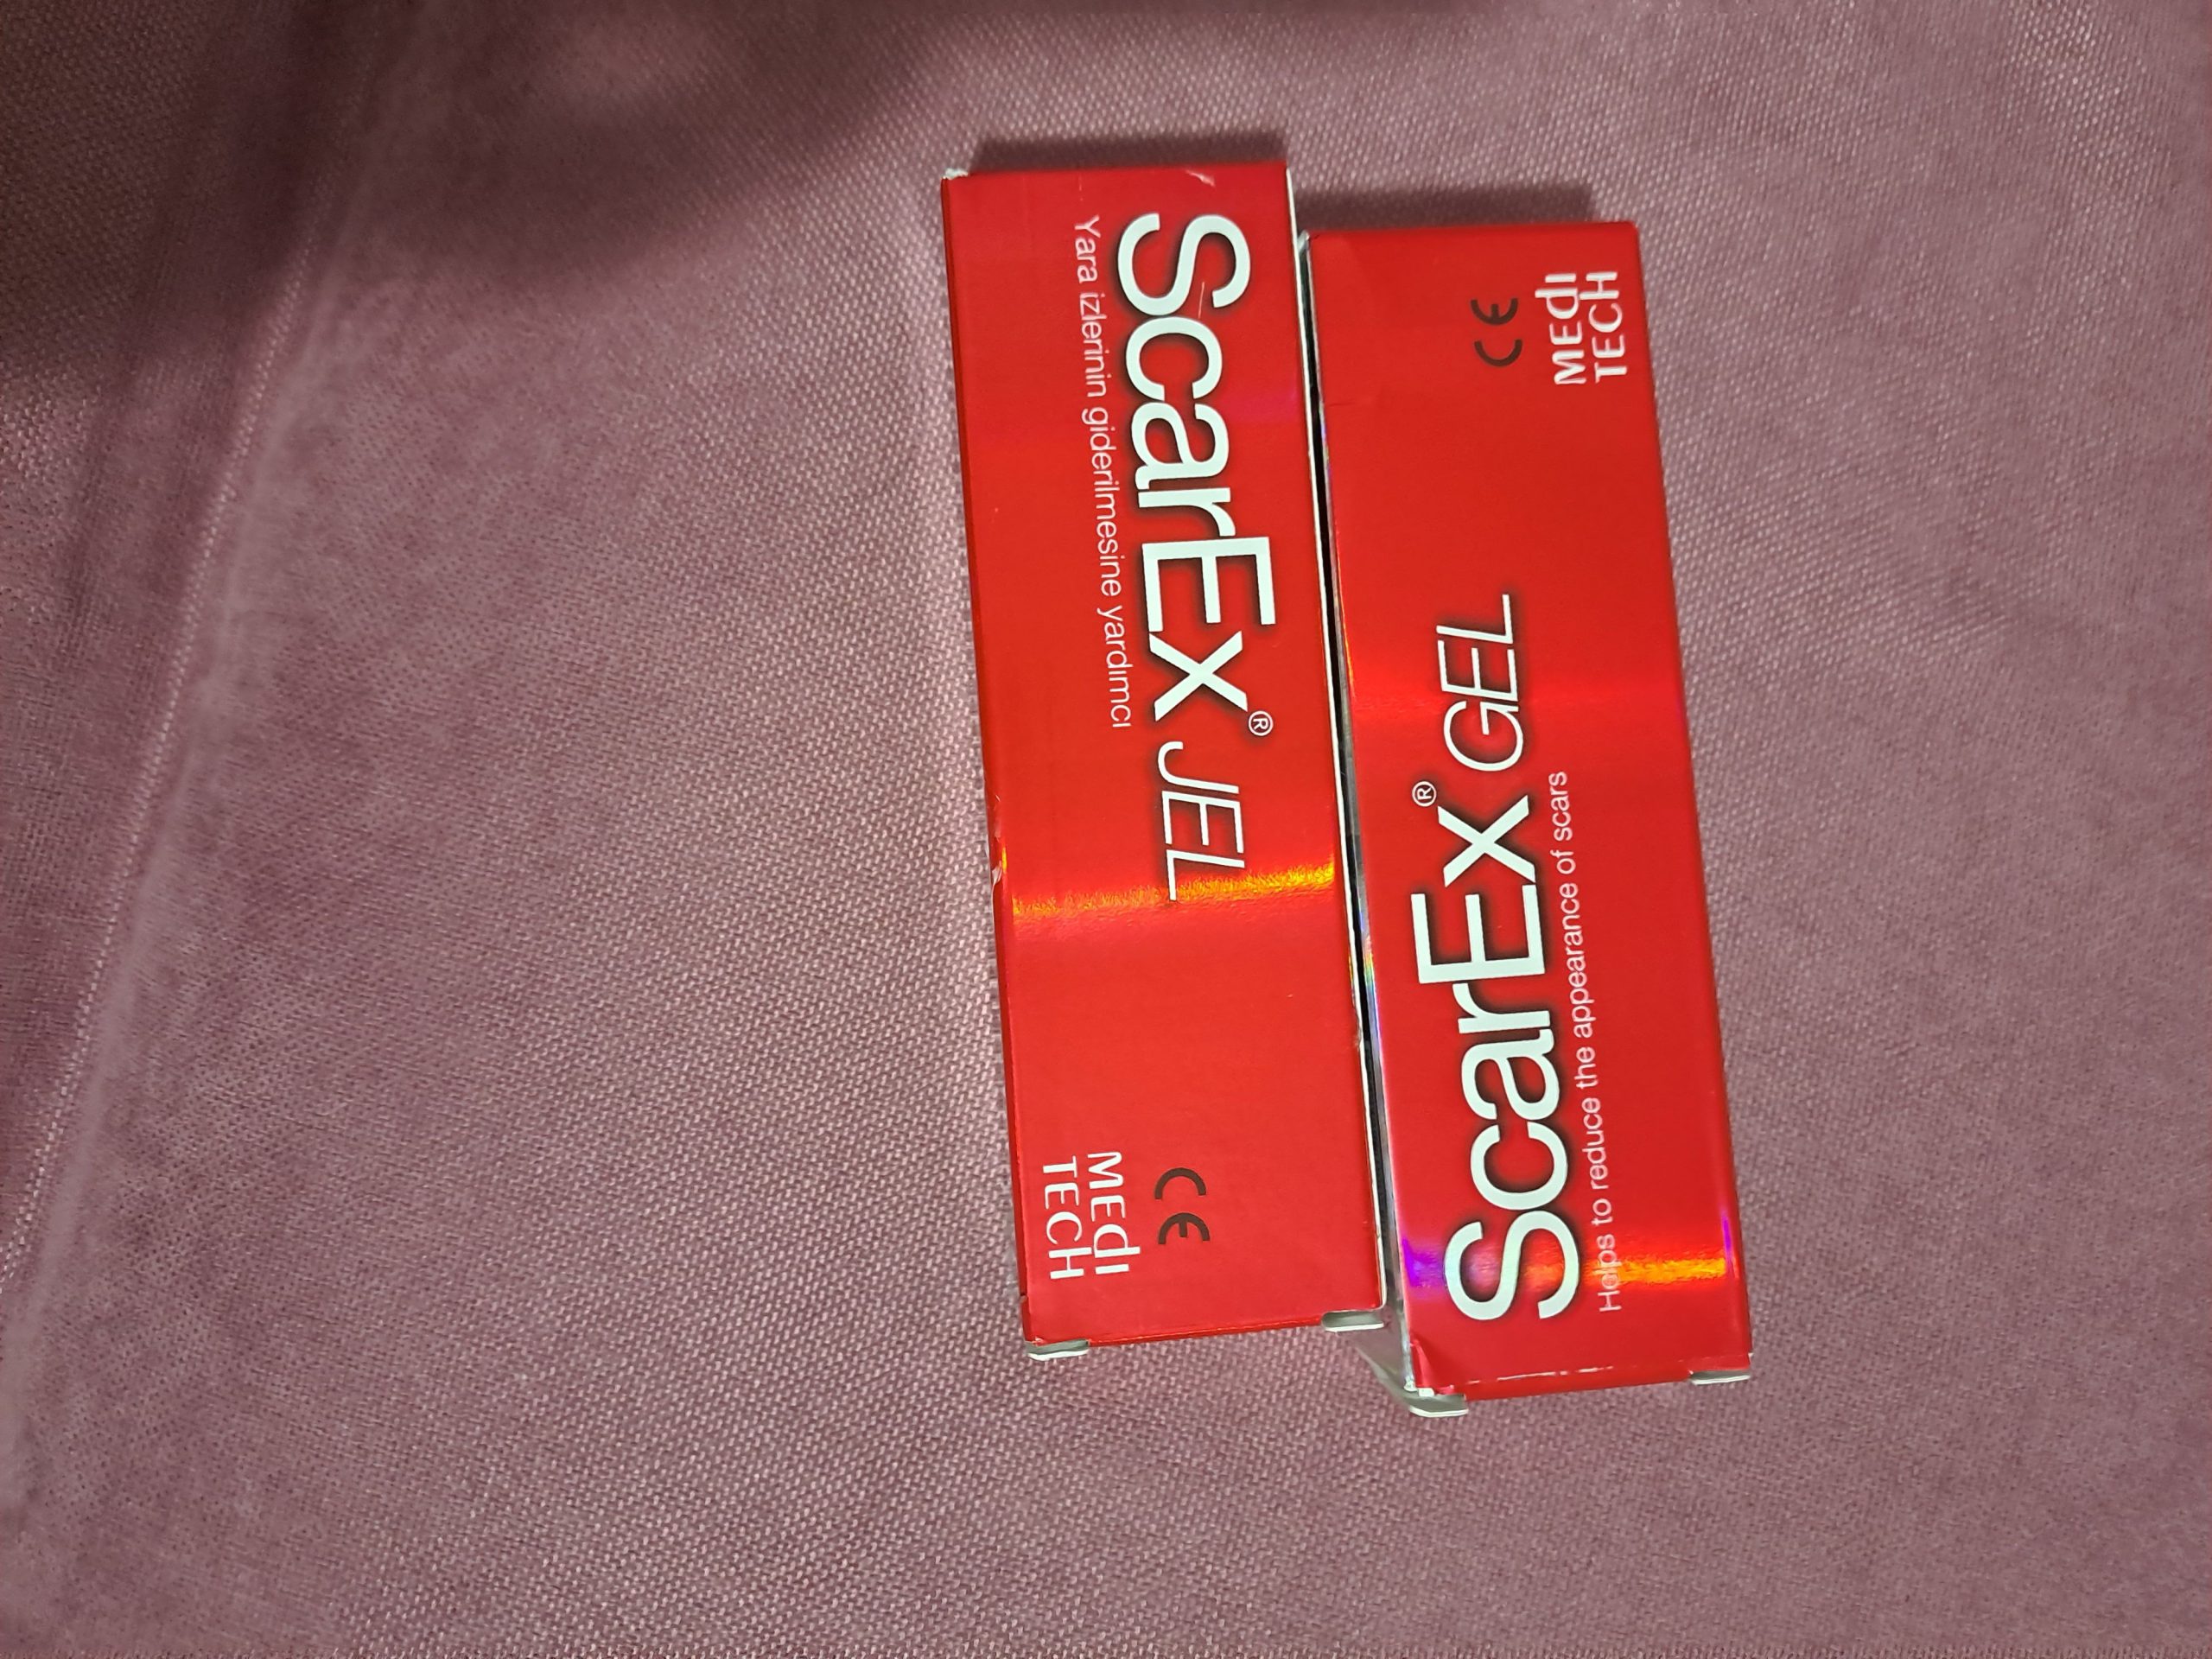 ScarEx® JEL
Yara izlerinin giderilmesine yardımcı
CE
MEdI
TECH
ScarEx® GEL
Helps to reduce the appearance of scars
CE
MEdI
TECH